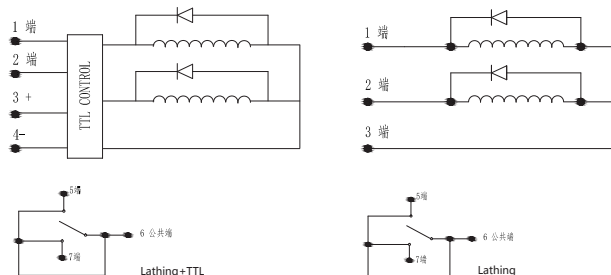 1 端
2 端
3 +
4-
TTL CONTROL
5端
6 公共端
7端
Lathing+TTL
1 端
2 端
3 端
5端
6 公共端
7端
Lathing